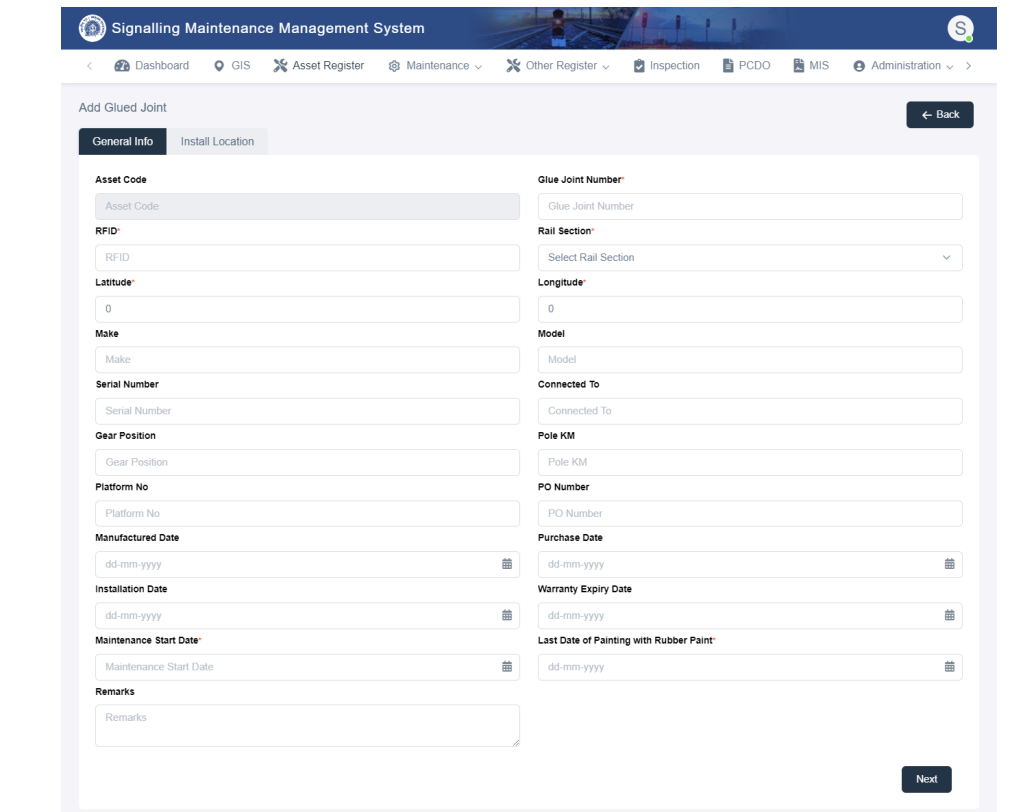 Signalling Maintenance Management System
S
Dashboard GIS Asset Register Maintenance Other Register Inspection PCDO MIS Administration
Add Glued Joint
← Back
General Info Install Location
Asset Code Glue Joint Number*
Asset Code Glue Joint Number
RFID* Rail Section*
RFID Select Rail Section
Latitude* Longitude*
0 0
Make Model
Make Model
Serial Number Connected To
Serial Number Connected To
Gear Position Pole KM
Gear Position Pole KM
Platform No PO Number
Platform No PO Number
Manufactured Date Purchase Date
dd-mm-yyyy dd-mm-yyyy
Installation Date Warranty Expiry Date
dd-mm-yyyy dd-mm-yyyy
Maintenance Start Date* Last Date of Painting with Rubber Paint*
Maintenance Start Date dd-mm-yyyy
Remarks
Remarks
Next